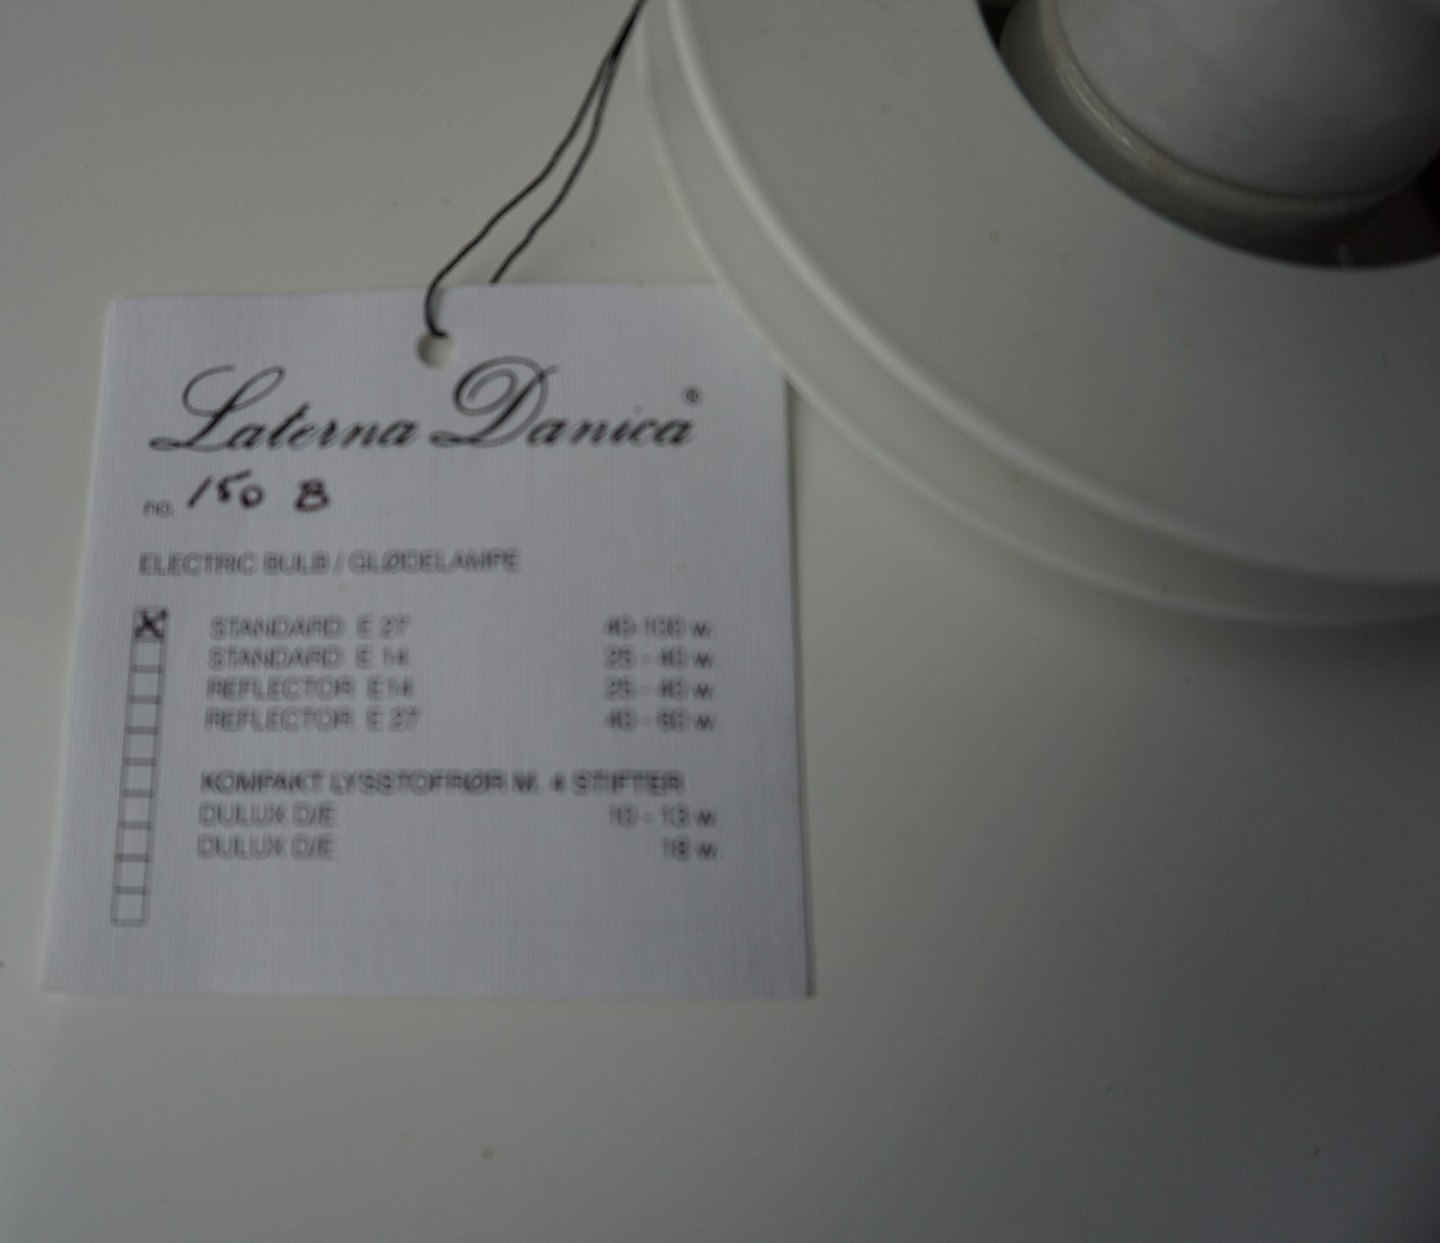 Laterna Danica®
no. 150 B
ELECTRIC BULB / GLØDELAMPE
STANDARD E 27 40-100 w.
STANDARD E 14 25 - 40 w.
REFLECTOR E14 25 - 40 w.
REFLECTOR E 27 40 - 60 w.
KOMPAKT LYSSTOFRØR M. 4 STIFTER
DULUX D/E 10 - 13 w.
DULUX D/E 18 w.